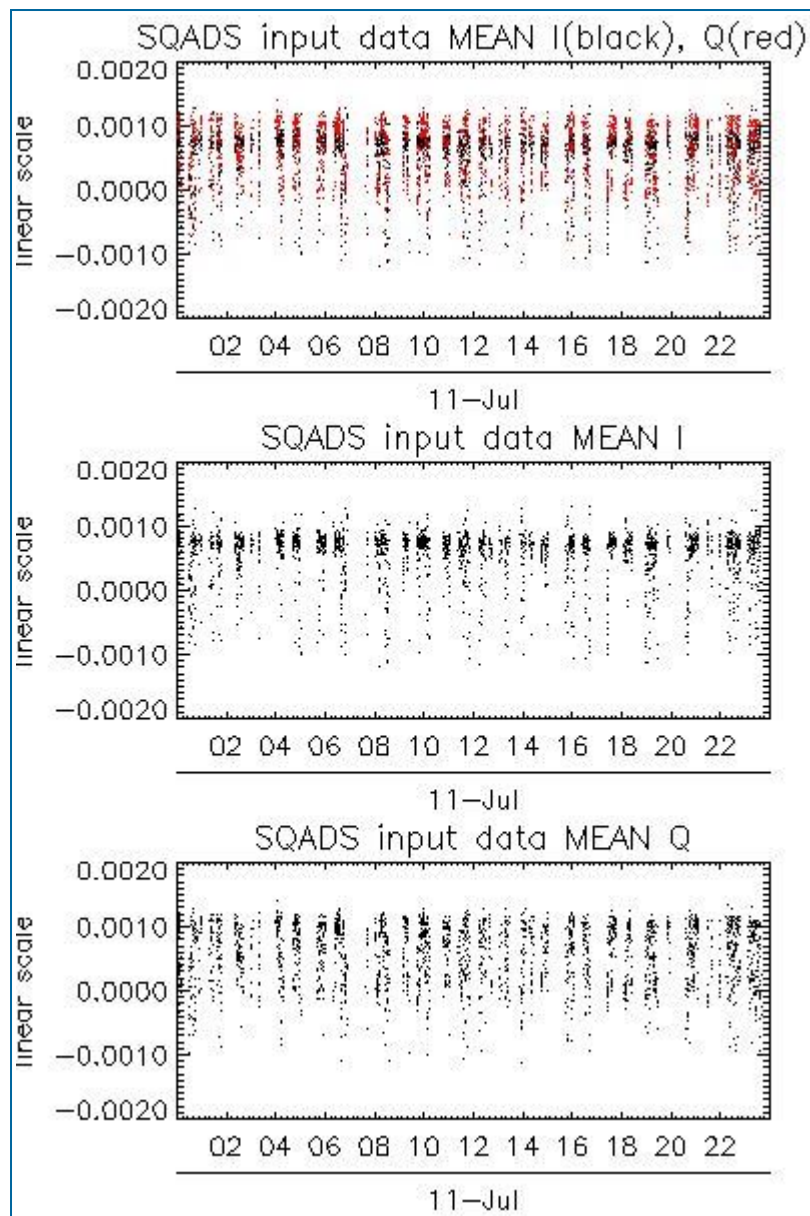 SQADS input data MEAN I(black), Q(red)
0.0020
0.0010
0.0000
-0.0010
-0.0020
linear scale
02 04 06 08 10 12 14 16 18 20 22
11-Jul
SQADS input data MEAN I
0.0020
0.0010
0.0000
-0.0010
-0.0020
linear scale
02 04 06 08 10 12 14 16 18 20 22
11-Jul
SQADS input data MEAN Q
0.0020
0.0010
0.0000
-0.0010
-0.0020
linear scale
02 04 06 08 10 12 14 16 18 20 22
11-Jul